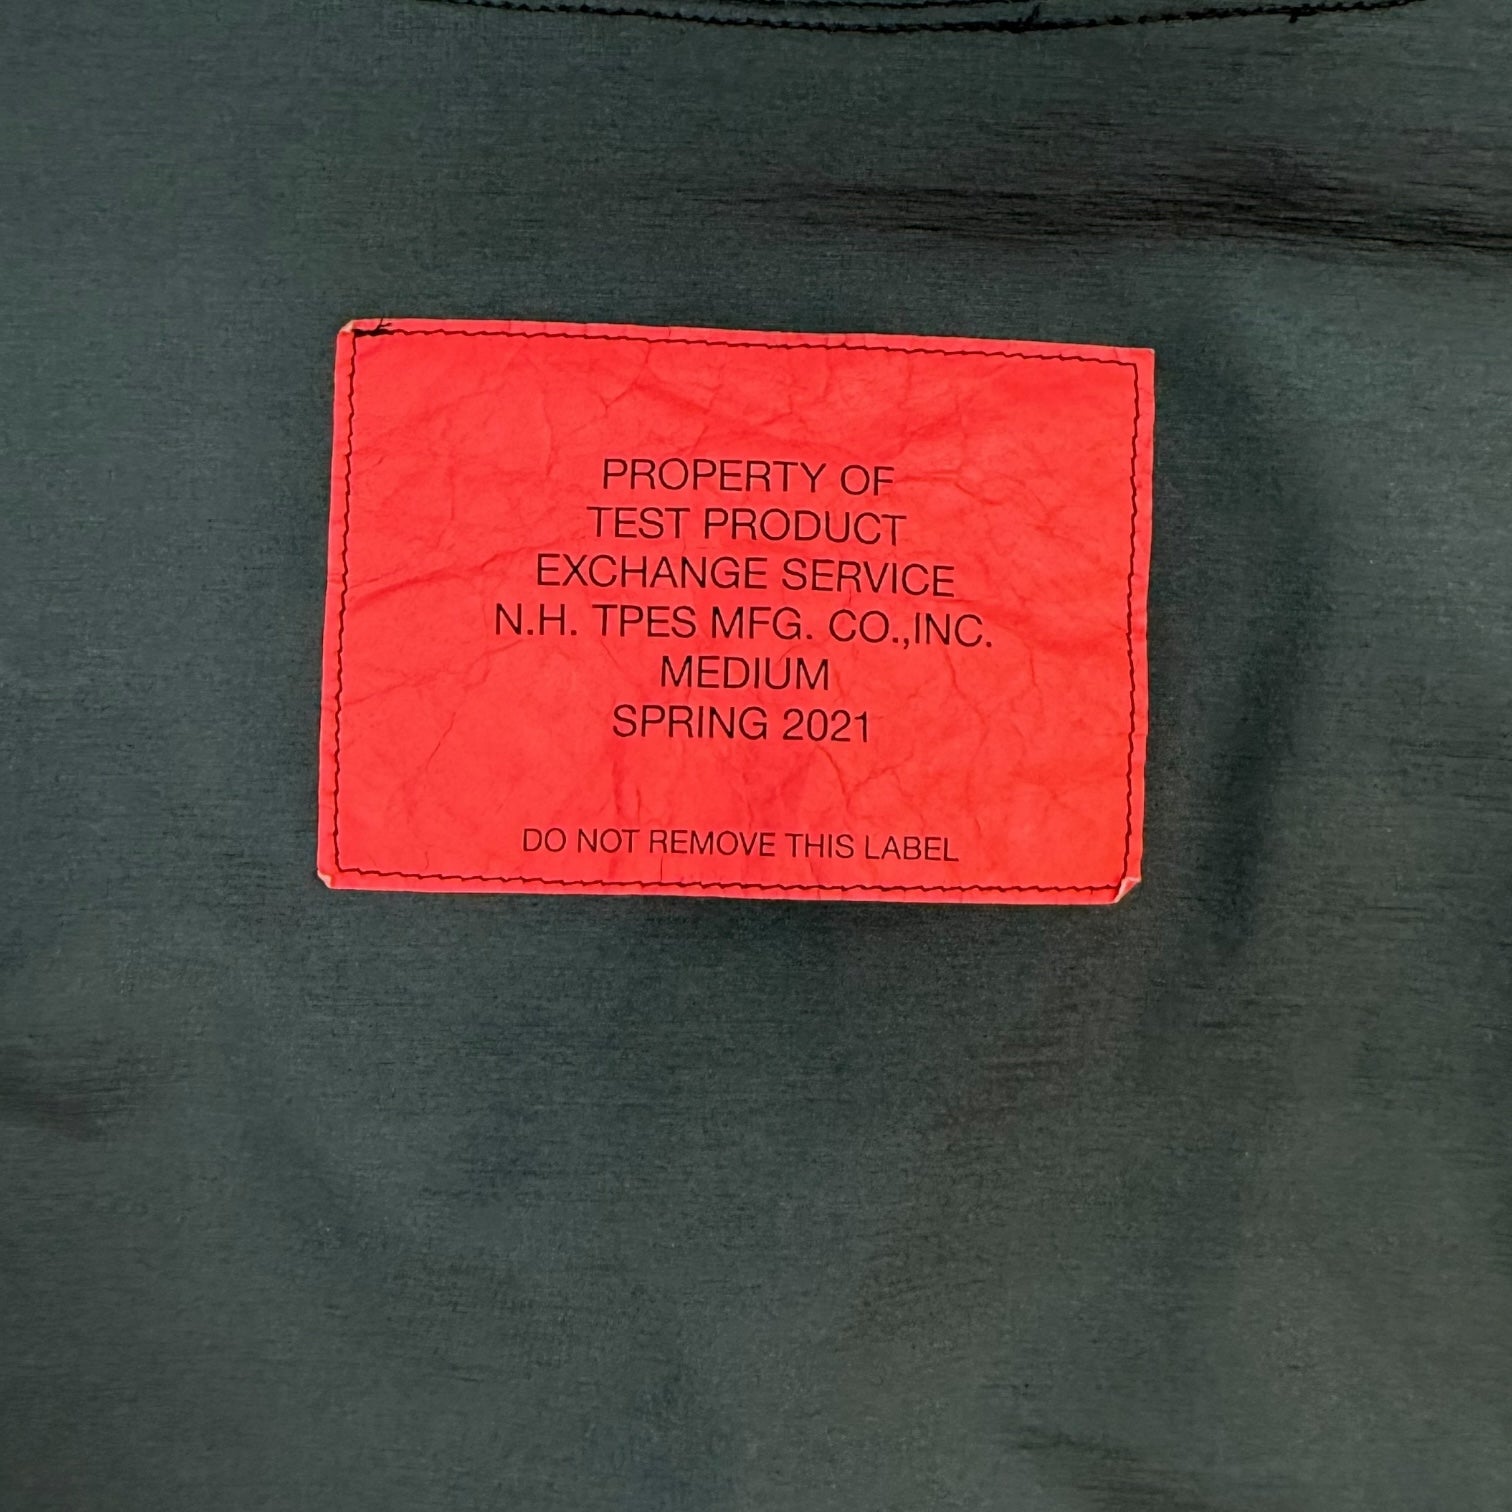 PROPERTY OF
TEST PRODUCT
EXCHANGE SERVICE
N.H. TPES MFG. CO.,INC.
MEDIUM
SPRING 2021
DO NOT REMOVE THIS LABEL